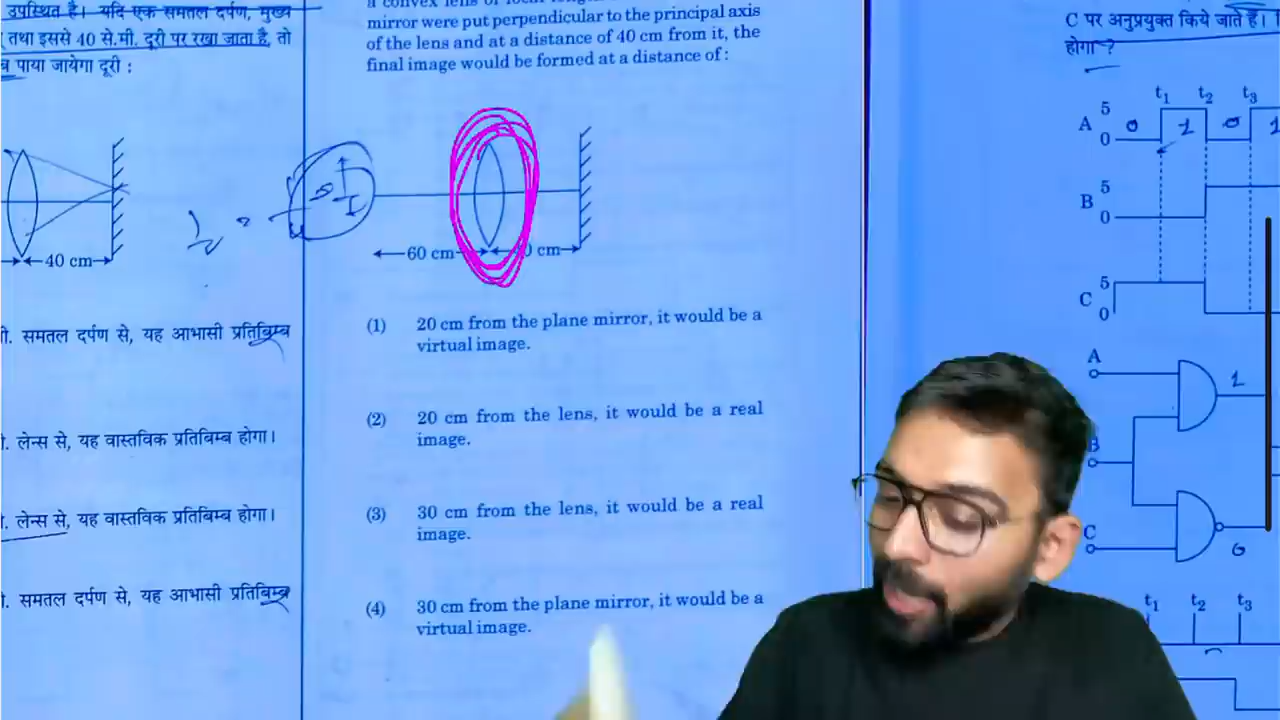 उपस्थित है। यदि एक समतल दर्पण, मुख्य
तथा इससे 40 से.मी. दूरी पर रखा जाता है, तो
पाया जायेगा दूरी :
40 cm
ी. समतल दर्पण से, यह आभासी प्रतिबिम्ब
ी. लेन्स से, यह वास्तविक प्रतिबिम्ब होगा।
ी. लेन्स से, यह वास्तविक प्रतिबिम्ब होगा।
ी. समतल दर्पण से, यह आभासी प्रतिबिम्ब
a convex lens of focal
mirror were put perpendicular to the principal axis
of the lens and at a distance of 40 cm from it, the
final image would be formed at a distance of :
60 cm
0 cm
(1) 20 cm from the plane mirror, it would be a
virtual image.
(2) 20 cm from the lens, it would be a real
image.
(3) 30 cm from the lens, it would be a real
image.
(4) 30 cm from the plane mirror, it would be a
virtual image.
C पर अनुप्रयुक्त किये जाते हैं।
होगा ?
t1 t2 t3
A 5 0
0 1 0 1
B 5 0
C 5 0
A
1
B
C
0
t1 t2 t3